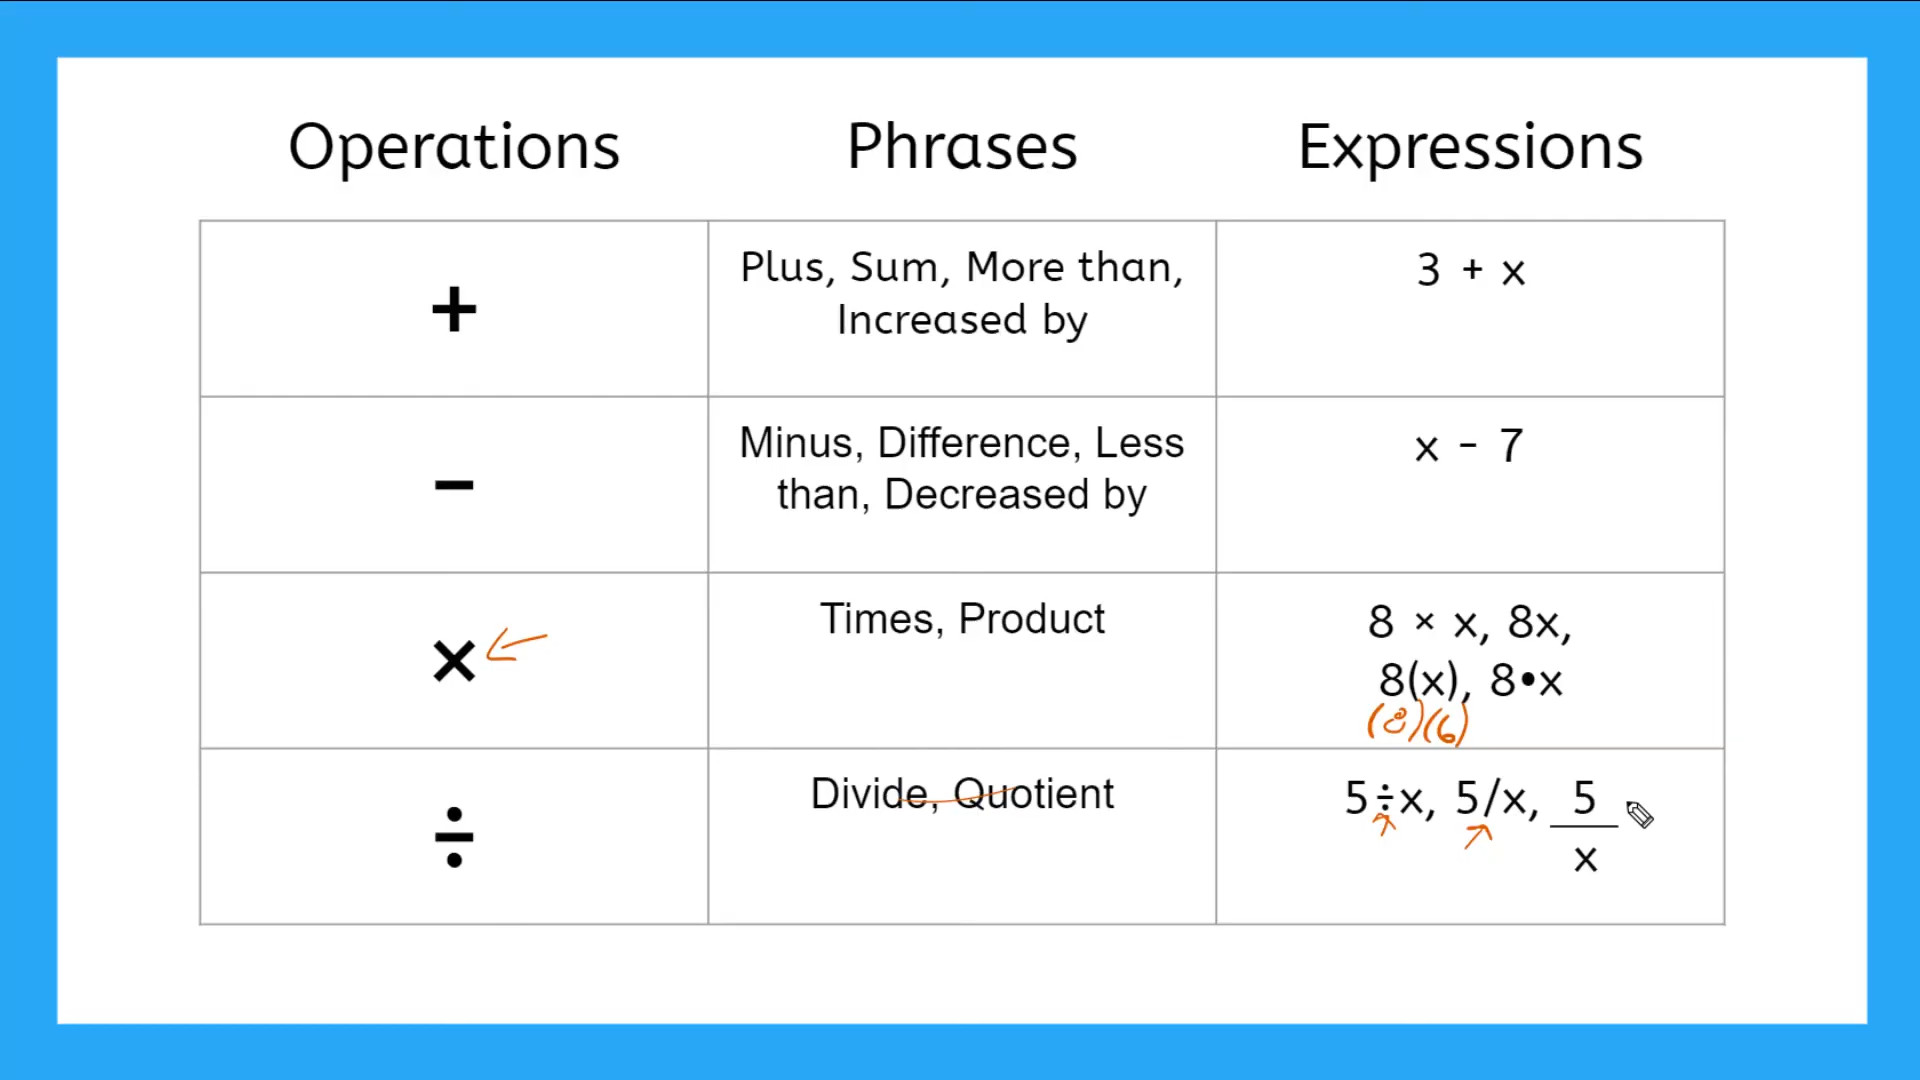 Operations Phrases Expressions
+ Plus, Sum, More than, 3 + x
Increased by
− Minus, Difference, Less x - 7
than, Decreased by
× Times, Product 8 × x, 8x,
8(x), 8•x
(8)(6)
÷ Divide, Quotient 5÷x, 5/x, 5
x